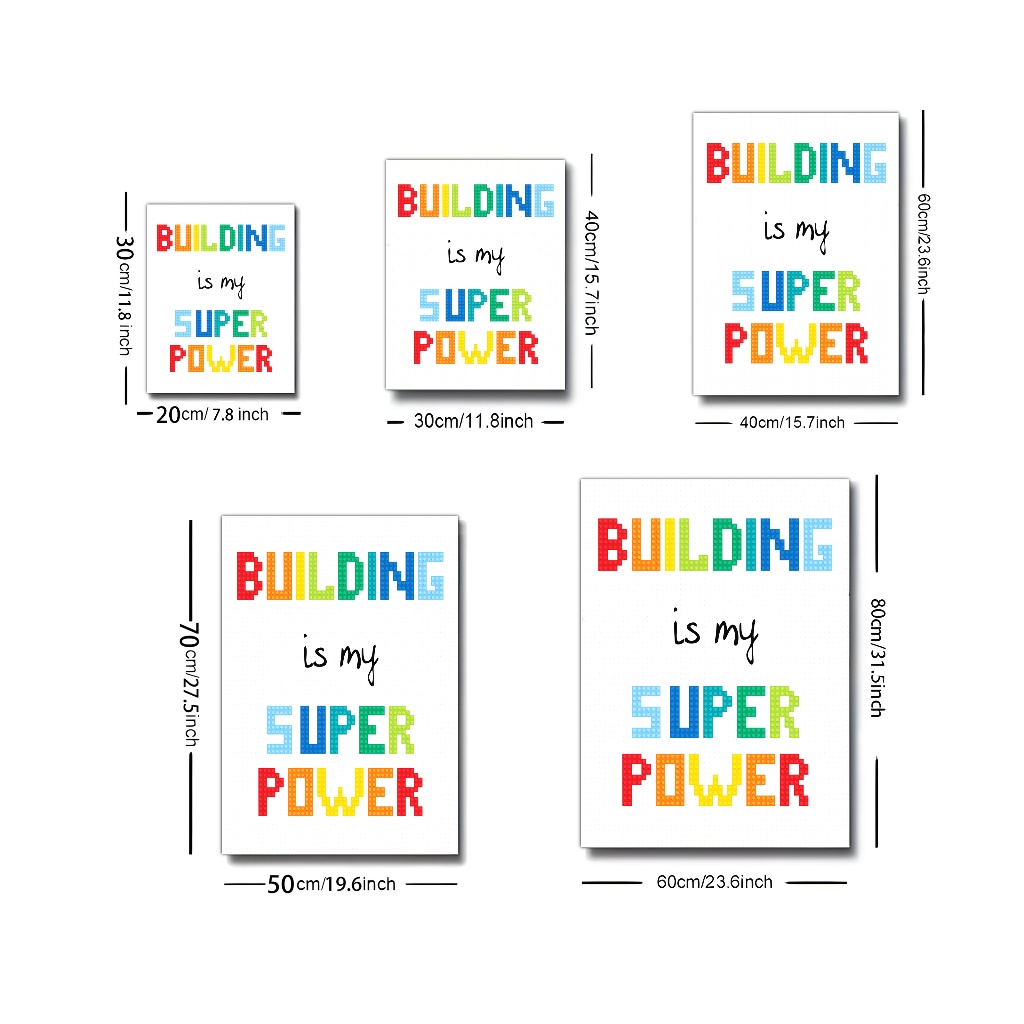 BUILDING
is my
SUPER
POWER
30cm/11.8 inch
20cm/ 7.8 inch
BUILDING
is my
SUPER
POWER
40cm/15.7inch
30cm/11.8inch
BUILDING
is my
SUPER
POWER
60cm/23.6inch
40cm/15.7inch
BUILDING
is my
SUPER
POWER
70cm/27.5inch
50cm/19.6inch
BUILDING
is my
SUPER
POWER
80cm/31.5inch
60cm/23.6inch